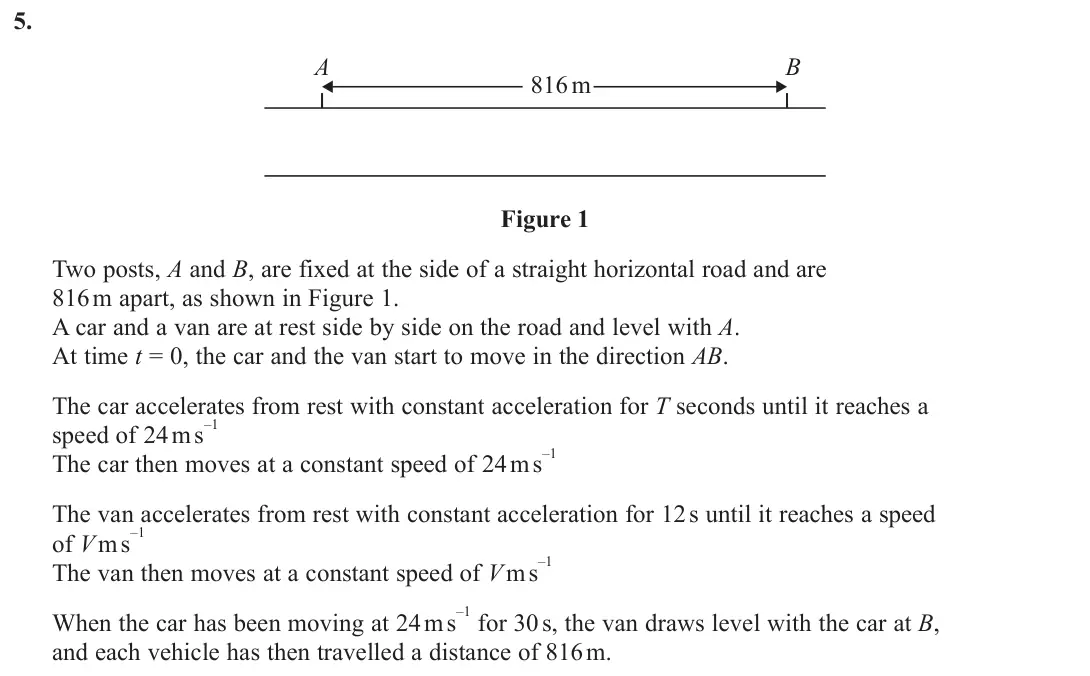 5.
A
B
816 m
Figure 1
Two posts, A and B, are fixed at the side of a straight horizontal road and are
816 m apart, as shown in Figure 1.
A car and a van are at rest side by side on the road and level with A.
At time t = 0, the car and the van start to move in the direction AB.
The car accelerates from rest with constant acceleration for T seconds until it reaches a
speed of 24 m s⁻¹
The car then moves at a constant speed of 24 m s⁻¹
The van accelerates from rest with constant acceleration for 12 s until it reaches a speed
of V m s⁻¹
The van then moves at a constant speed of V m s⁻¹
When the car has been moving at 24 m s⁻¹ for 30 s, the van draws level with the car at B,
and each vehicle has then travelled a distance of 816 m.